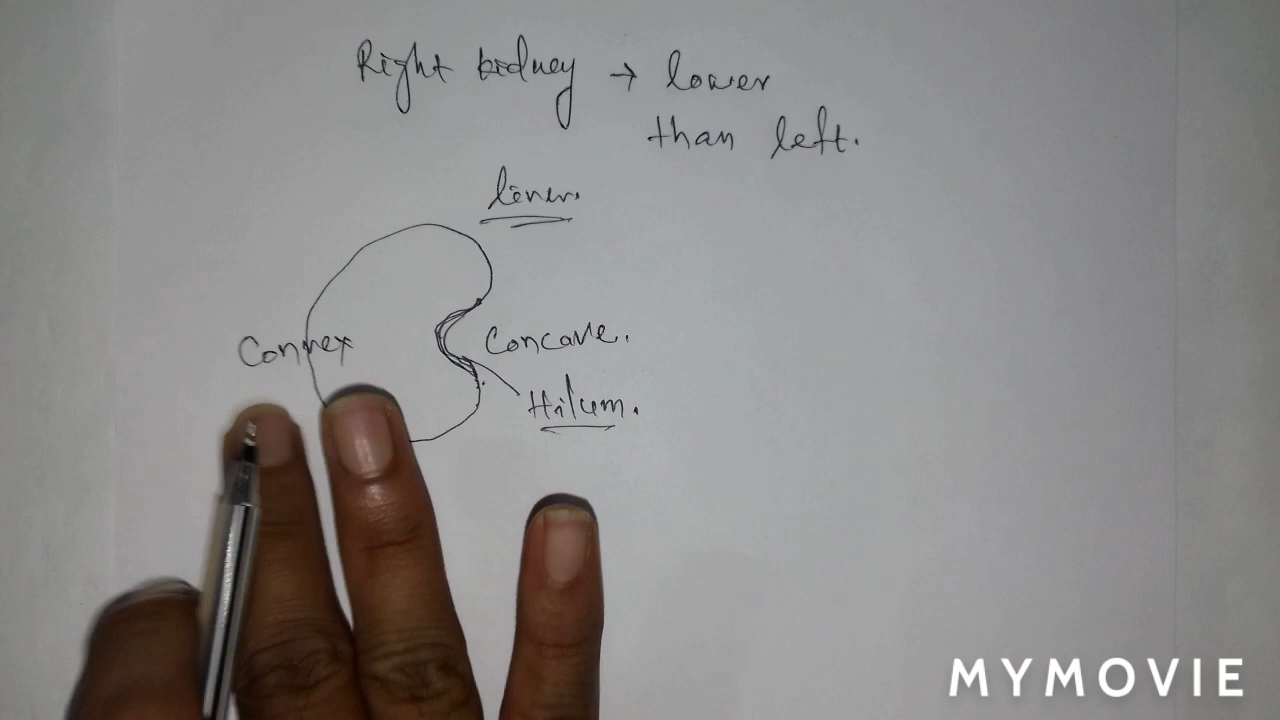 Right kidney → lower
than left.
liver.
Convex
Concave.
Hilum.
MYMOVIE